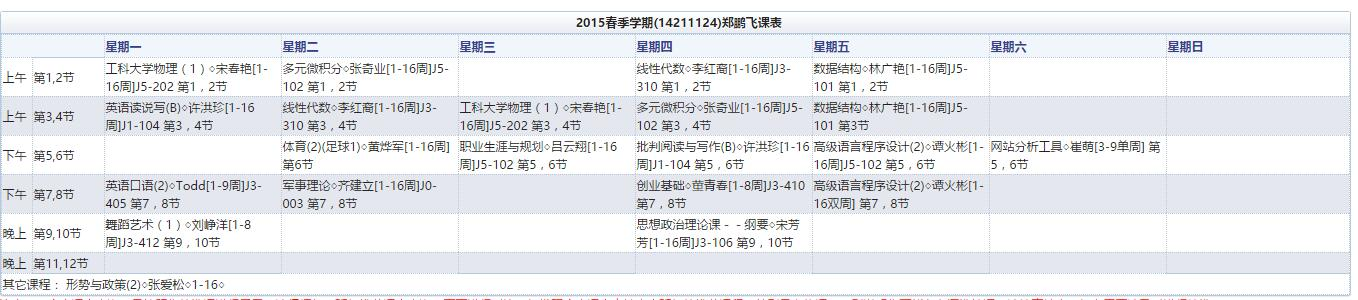 2015春季学期(14211124)郑鹏飞课表
星期一 星期二 星期三 星期四 星期五 星期六 星期日
上午 第1,2节
工科大学物理（1）◇宋春艳[1-
16周]J5-202 第1，2节
多元微积分◇张奇业[1-16周]J5-
102 第1，2节
线性代数◇李红裔[1-16周]J3-
310 第1，2节
数据结构◇林广艳[1-16周]J5-
101 第1，2节
上午 第3,4节
英语读说写(B)◇许洪珍[1-16
周]J1-104 第3，4节
线性代数◇李红裔[1-16周]J3-
310 第3，4节
工科大学物理（1）◇宋春艳[1-
16周]J5-202 第3，4节
多元微积分◇张奇业[1-16周]J5-
102 第3，4节
数据结构◇林广艳[1-16周]J5-
101 第3节
下午 第5,6节
体育(2)(足球1)◇黄烨军[1-16周]
第6节
职业生涯与规划◇吕云翔[1-16
周]J5-102 第5，6节
批判阅读与写作(B)◇许洪珍[1-16
周]J1-104 第5，6节
高级语言程序设计(2)◇谭火彬[1-
16周]J5-102 第5，6节
网站分析工具◇崔萌[3-9单周] 第
5，6节
下午 第7,8节
英语口语(2)◇Todd[1-9周]J3-
405 第7，8节
军事理论◇齐建立[1-16周]J0-
003 第7，8节
创业基础◇董青春[1-8周]J3-410
第7，8节
高级语言程序设计(2)◇谭火彬[1-
16双周] 第7，8节
晚上 第9,10节
舞蹈艺术（1）◇刘峥洋[1-8
周]J3-412 第9，10节
思想政治理论课－－纲要◇宋芳
芳[1-16周]J3-106 第9，10节
晚上 第11,12节
其它课程： 形势与政策(2)◇张爱松◇1-16◇